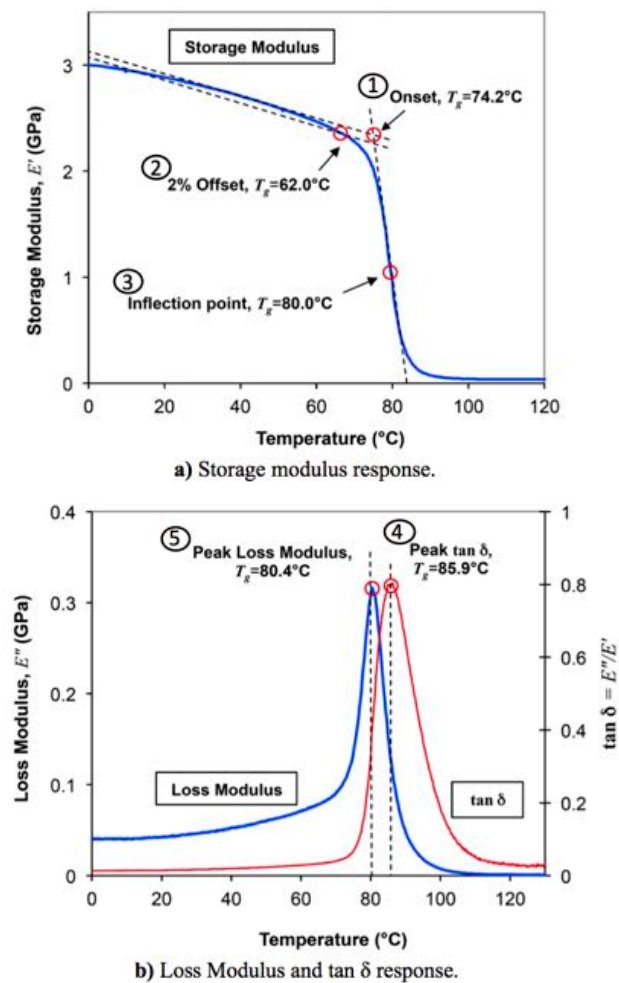 Storage Modulus
①
Onset, Tg=74.2°C
②
2% Offset, Tg=62.0°C
③
Inflection point, Tg=80.0°C
Storage Modulus, E' (GPa)
3
2
1
0
0 20 40 60 80 100 120
Temperature (°C)
a) Storage modulus response.
⑤
Peak Loss Modulus,
Tg=80.4°C
④
Peak tan δ,
Tg=85.9°C
Loss Modulus
tan δ
Loss Modulus, E" (GPa)
0.4
0.3
0.2
0.1
0
1
0.8
0.6
0.4
0.2
0
tan δ = E"/E'
0 20 40 60 80 100 120
Temperature (°C)
b) Loss Modulus and tan δ response.